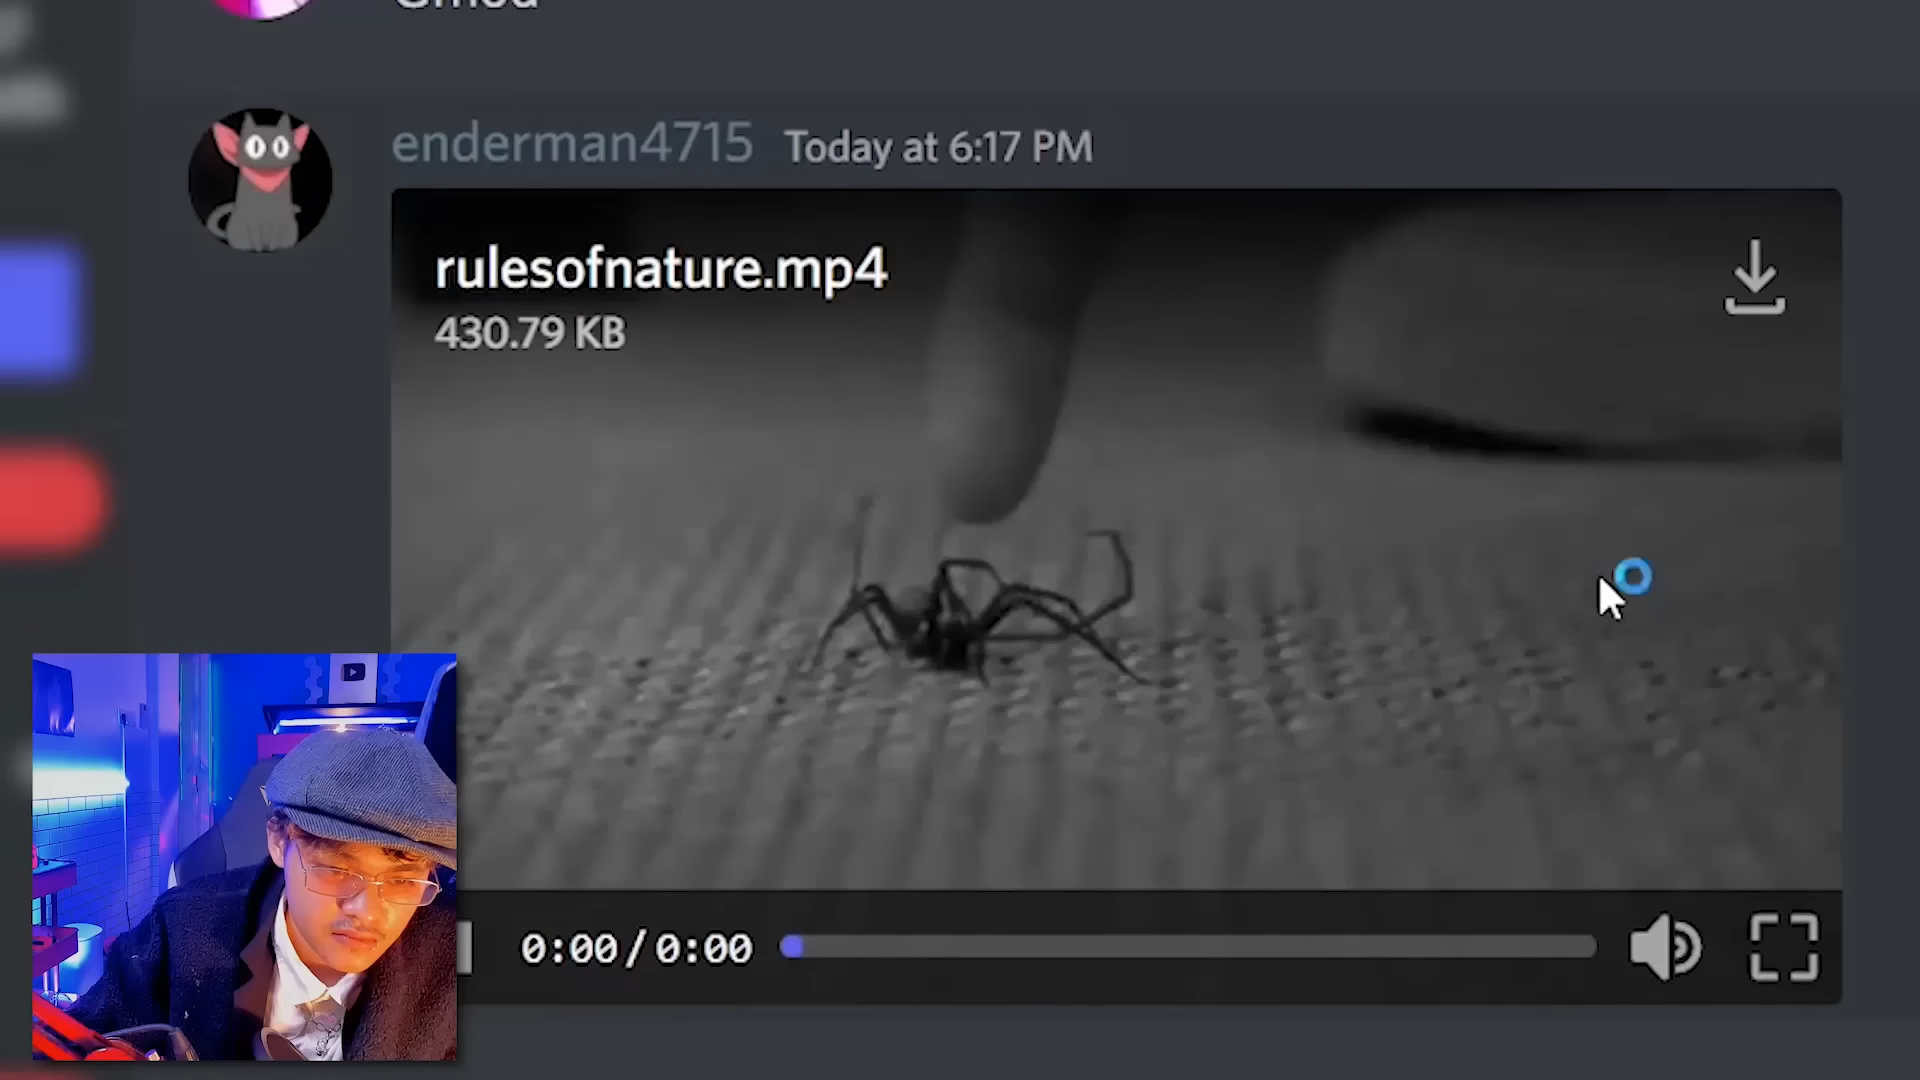 enderman4715 Today at 6:17 PM
rulesofnature.mp4
430.79 KB
0:00/0:00